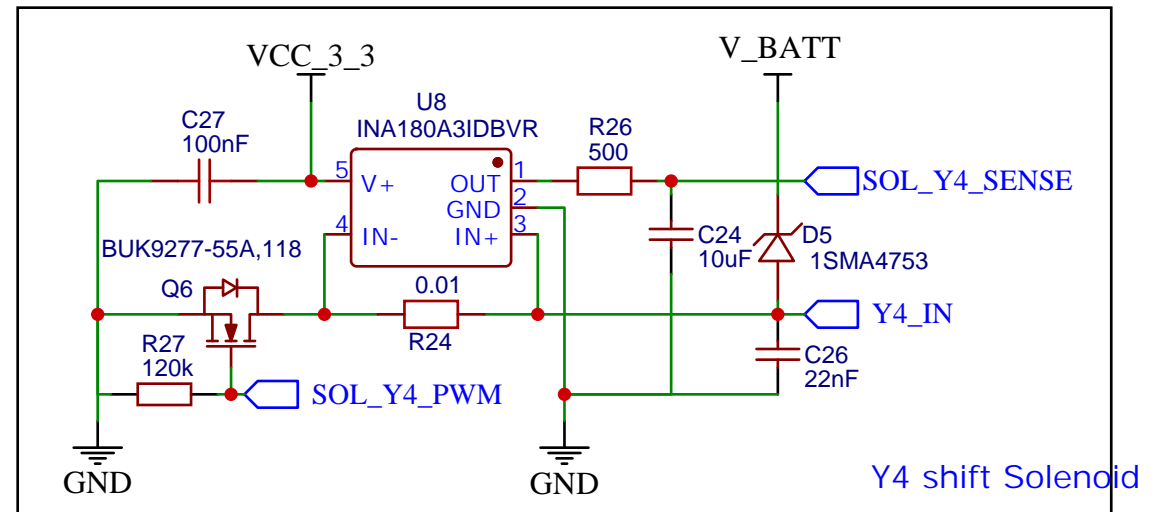 VCC_3_3
V_BATT
C27
100nF
U8
INA180A3IDBVR
R26
500
5
V+
OUT
1
GND
2
4
IN-
IN+
3
SOL_Y4_SENSE
C24
10uF
D5
1SMA4753
BUK9277-55A,118
Q6
0.01
R24
Y4_IN
R27
120k
C26
22nF
SOL_Y4_PWM
GND
GND
Y4 shift Solenoid